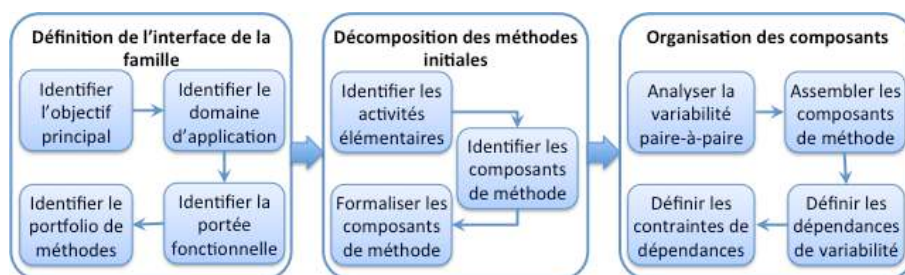 Définition de l'interface de la
famille
Identifier
l'objectif
principal
Identifier le
domaine
d'application
Identifier la
portée
fonctionnelle
Identifier le
portfolio de
méthodes
Décomposition des méthodes
initiales
Identifier les
activités
élémentaires
Identifier les
composants
de méthode
Formaliser les
composants
de méthode
Organisation des composants
Analyser la
variabilité
paire-à-paire
Assembler les
composants
de méthode
Définir les
dépendances
de variabilité
Définir les
contraintes de
dépendances